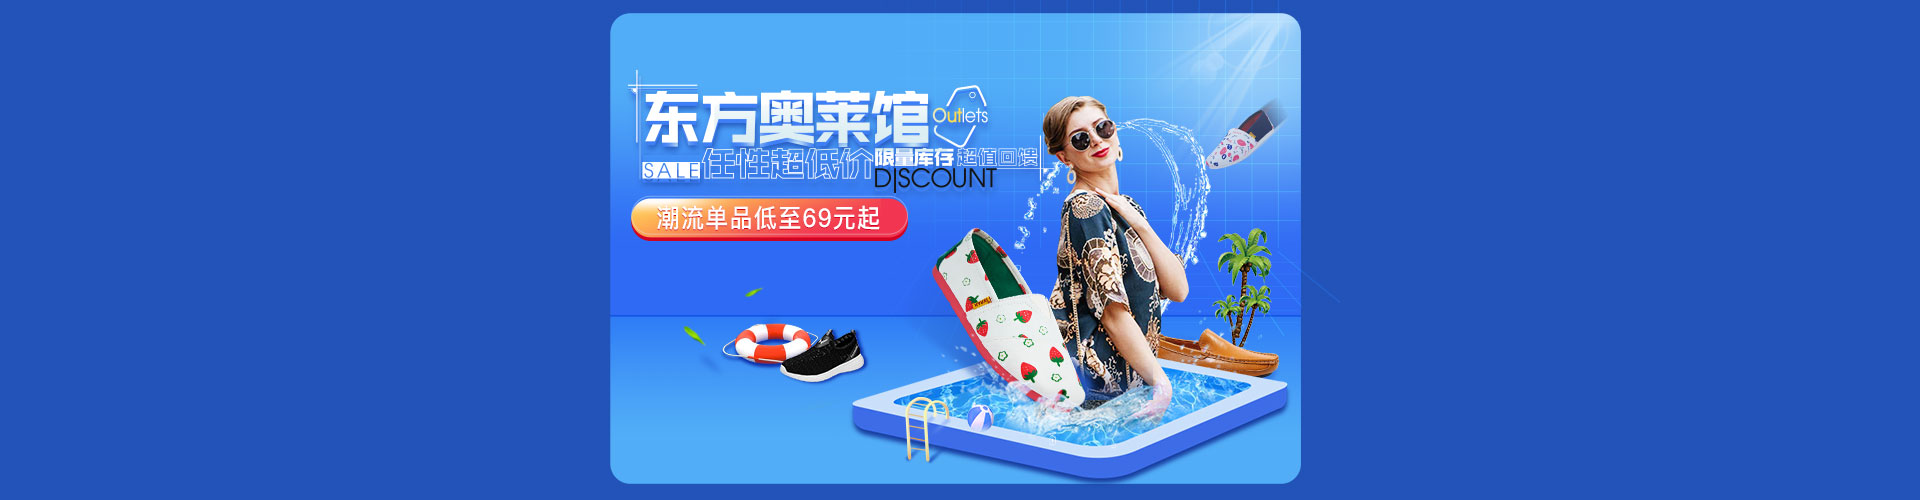 东方奥莱馆
Outlets
SALE 任性超低价 限量库存 超值回馈
DISCOUNT
潮流单品低至69元起